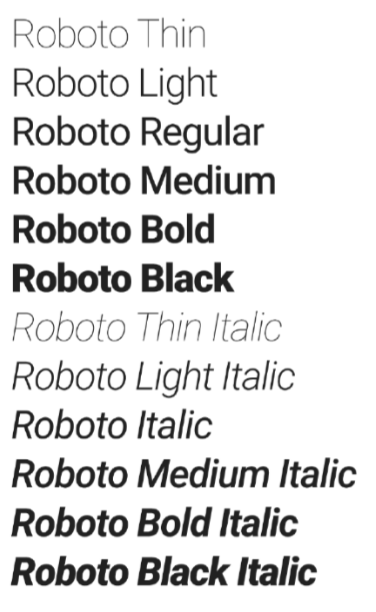 Roboto Thin
Roboto Light
Roboto Regular
Roboto Medium
Roboto Bold
Roboto Black
Roboto Thin Italic
Roboto Light Italic
Roboto Italic
Roboto Medium Italic
Roboto Bold Italic
Roboto Black Italic